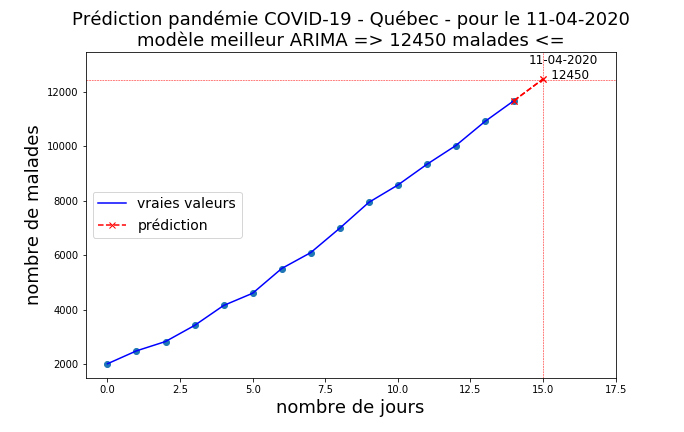 Prédiction pandémie COVID-19 - Québec - pour le 11-04-2020
modèle meilleur ARIMA => 12450 malades <=
11-04-2020
12450
12000
10000
8000
6000
4000
2000
nombre de malades
vraies valeurs
prédiction
0.0 2.5 5.0 7.5 10.0 12.5 15.0 17.5
nombre de jours